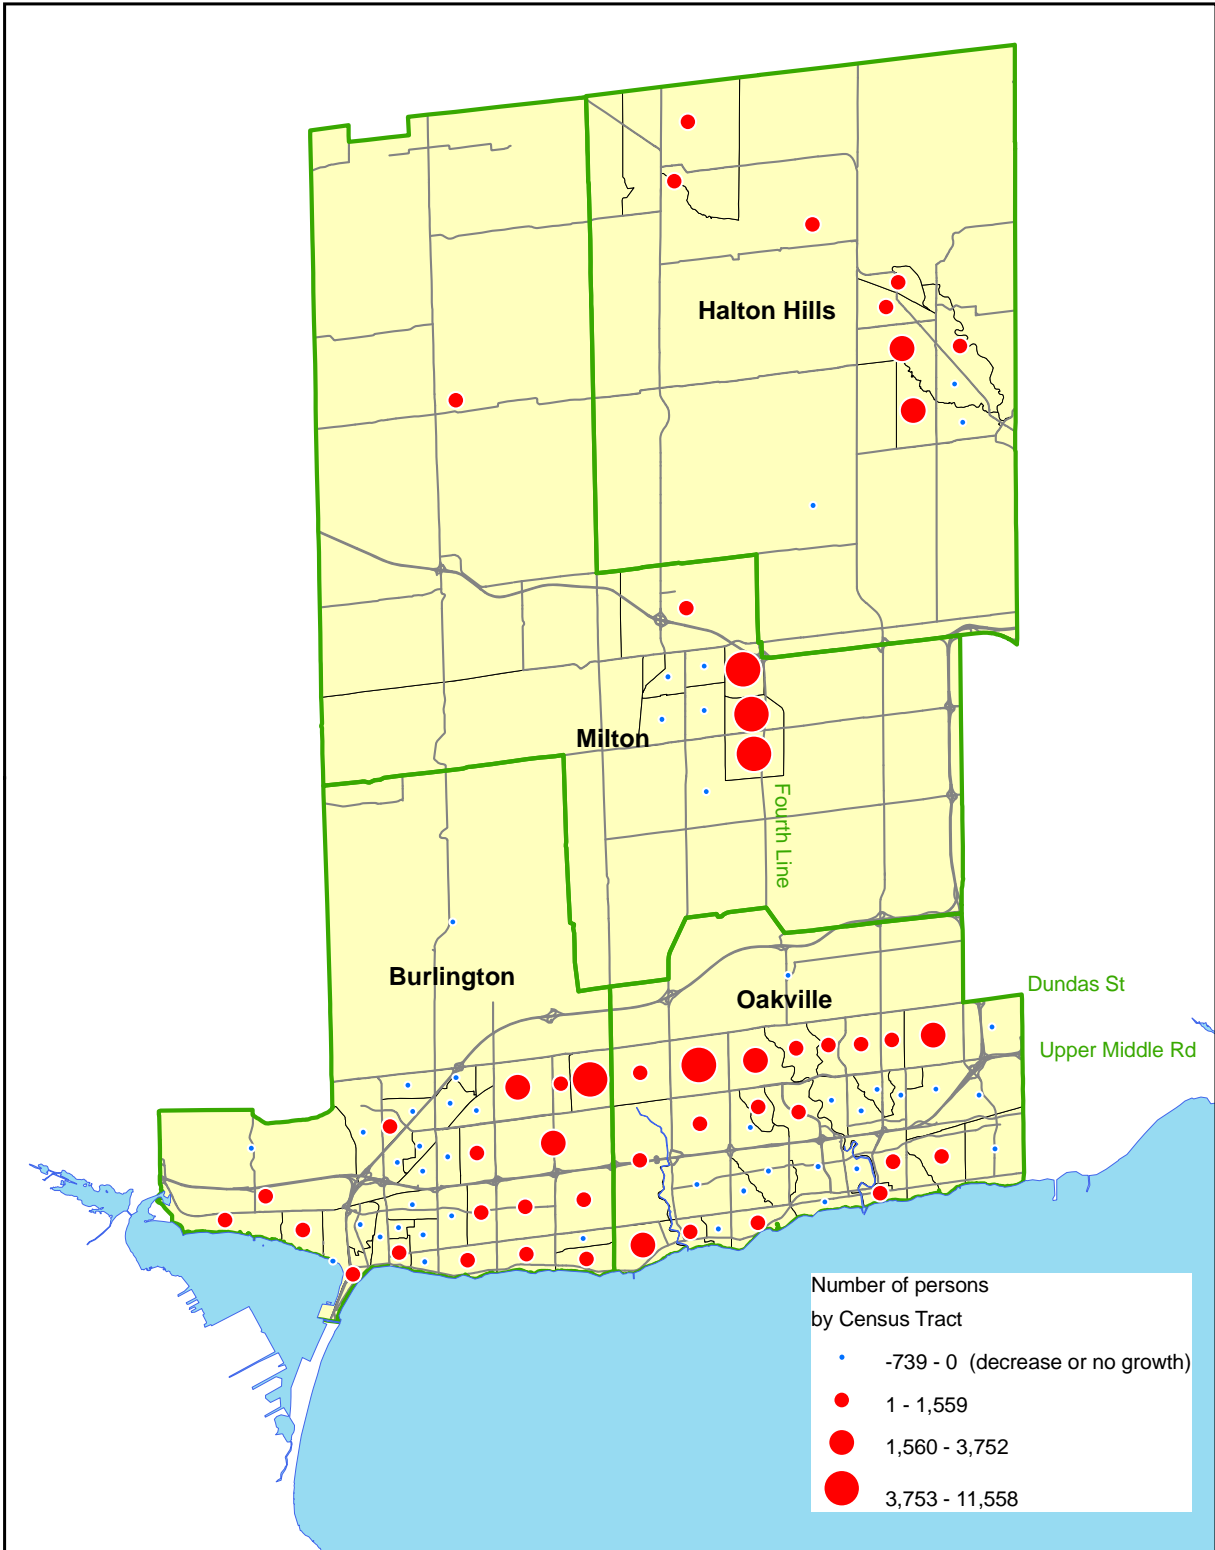 Halton Hills
Milton
Fourth Line
Burlington
Oakville
Dundas St
Upper Middle Rd
Number of persons
by Census Tract
-739 - 0 (decrease or no growth)
1 - 1,559
1,560 - 3,752
3,753 - 11,558